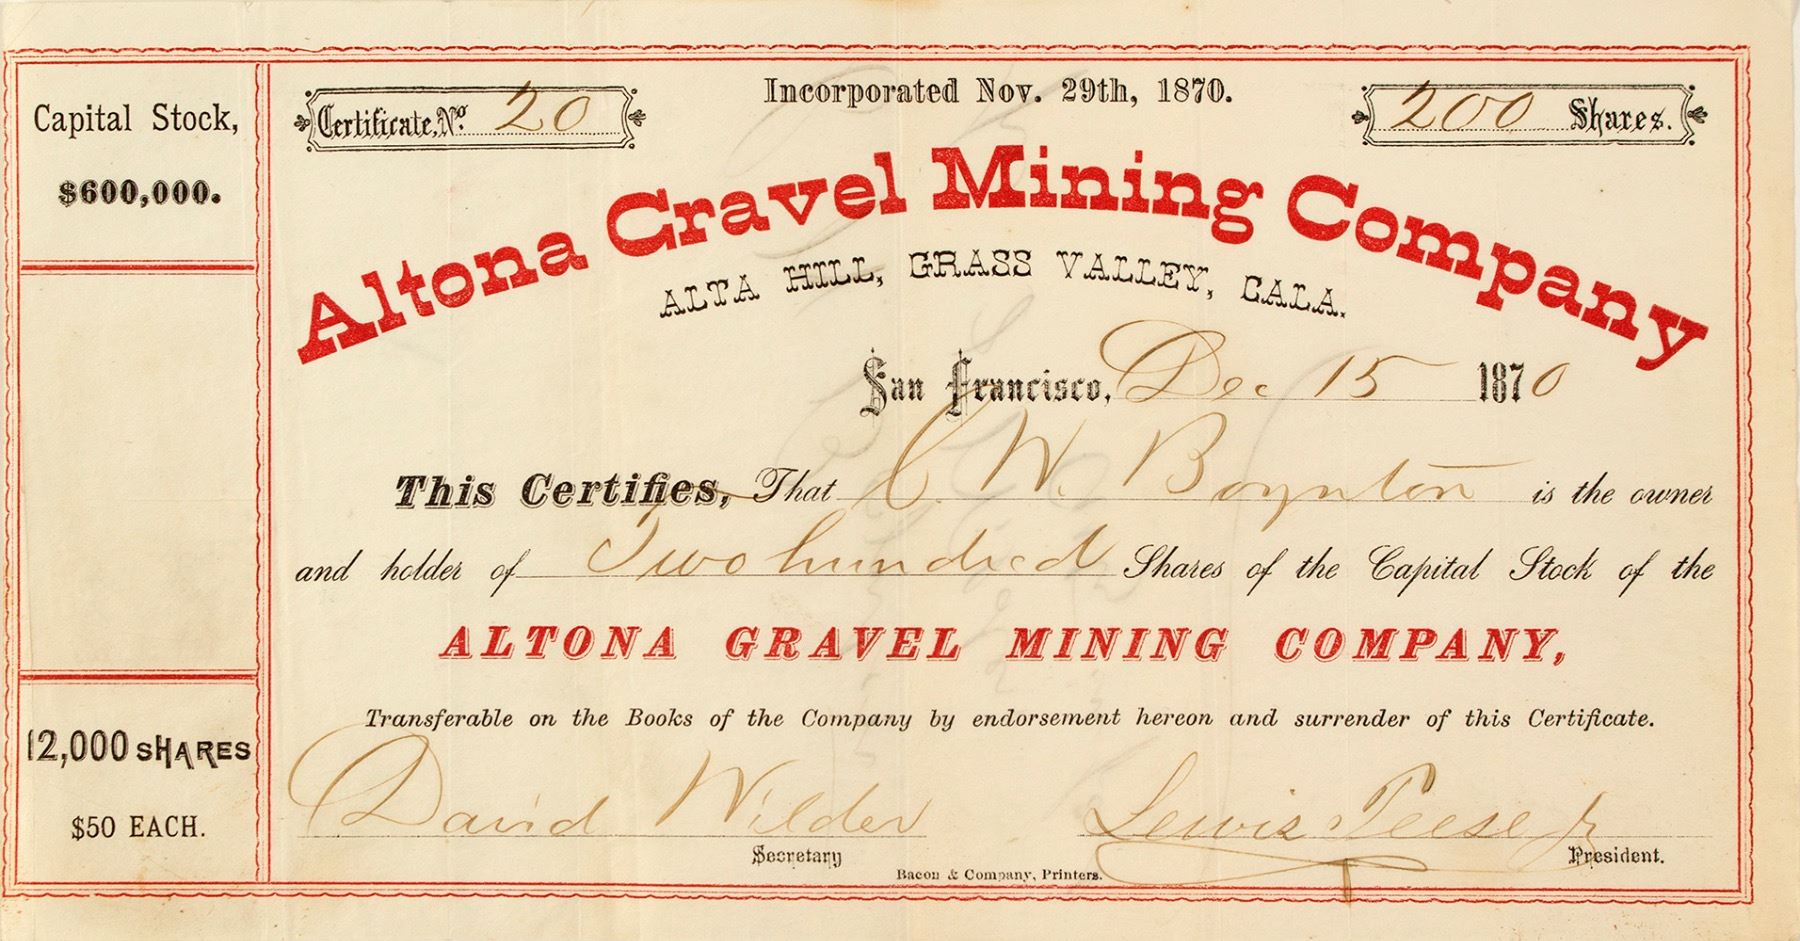 Capital Stock,
$600,000.
12,000 SHARES
$50 EACH.
Incorporated Nov. 29th, 1870.
Certificate, No. 20
200 Shares.
Altona Gravel Mining Company
ALTA HILL, GRASS VALLEY, CALA.
San Francisco, Dec 15 1870
This Certifies, That C. W. Boynton is the owner
and holder of Two hundred Shares of the Capital Stock of the
ALTONA GRAVEL MINING COMPANY,
Transferable on the Books of the Company by endorsement hereon and surrender of this Certificate.
David Wilder Lewis Teese Jr
Secretary President.
Bacon & Company, Printers.